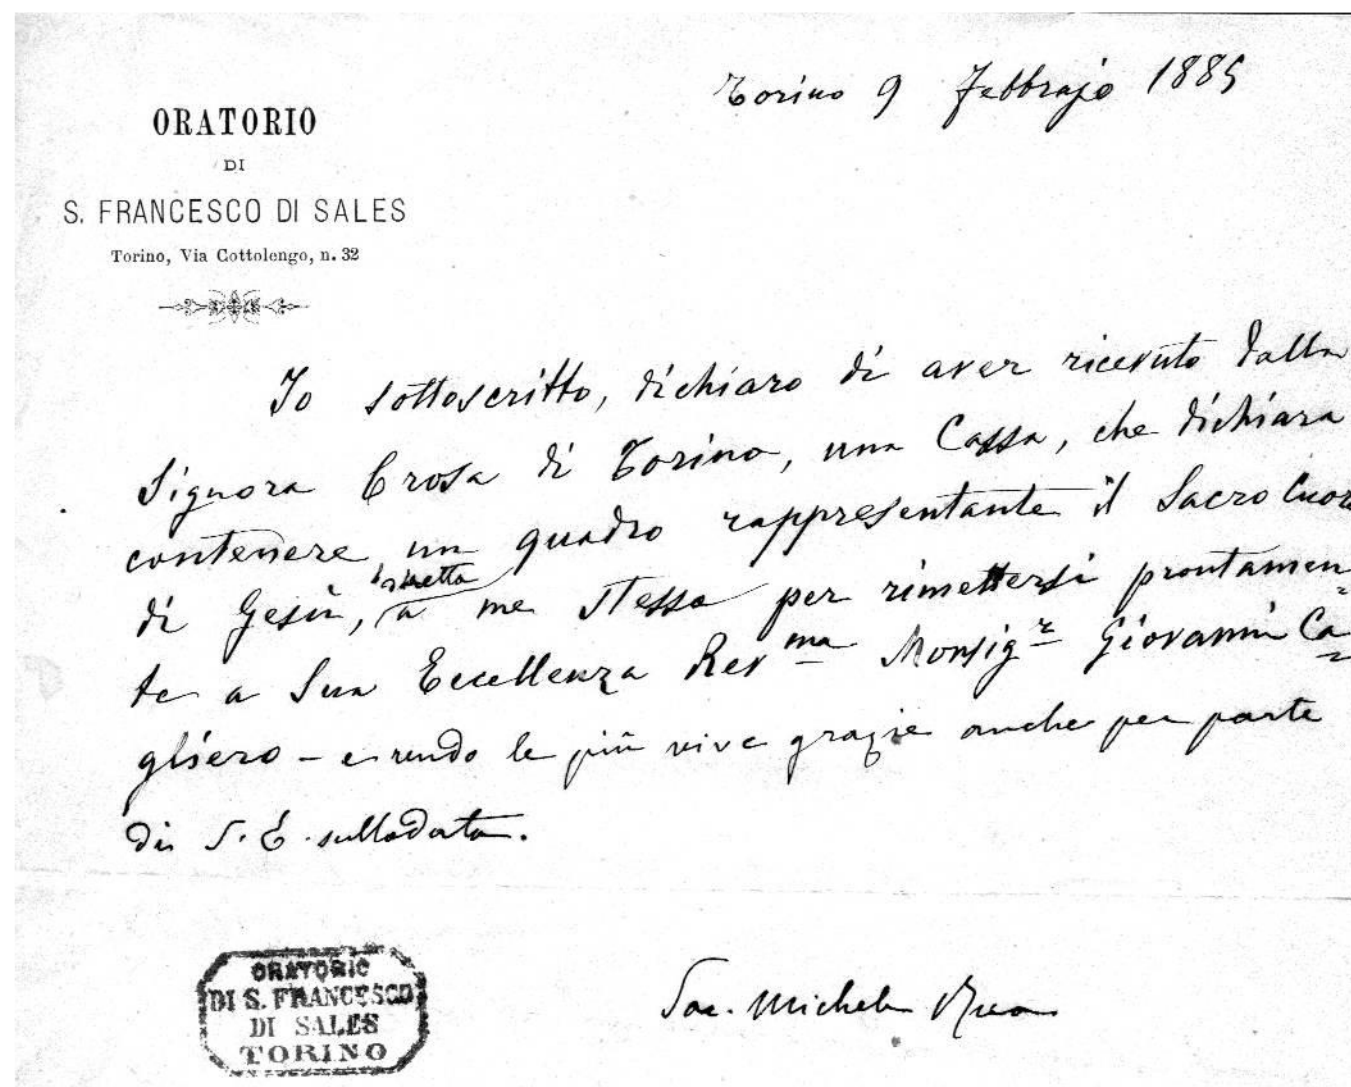 Torino 9 Febbrajo 1885
ORATORIO
DI
S. FRANCESCO DI SALES
Torino, Via Cottolengo, n. 32
Io sottoscritto, dichiaro di aver ricevuto dalla
Signora Crosa di Torino, una Cassa, che dichiara
contenere un quadro rappresentante il Sacro Cuore
di Gesù, diretta a me stesso per rimettersi prontamen=
te a Sua Eccellenza Rev.ma Monsig.r Giovanni Ca=
gliero – e rendo le più vive grazie anche per parte
di S. E. sullodata.
Sac. Michele Rua
ORATORIO
DI S. FRANCESCO
DI SALES
TORINO